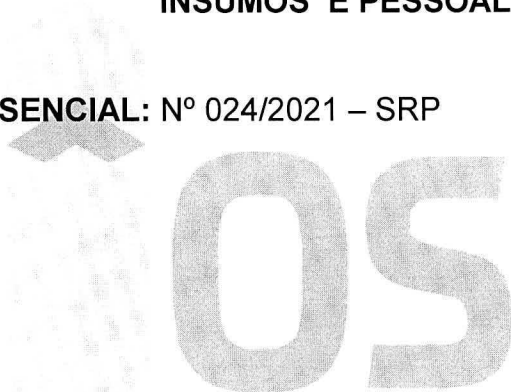 INSUMOS E PESSOAL
SENCIAL: Nº 024/2021 – SRP
OS